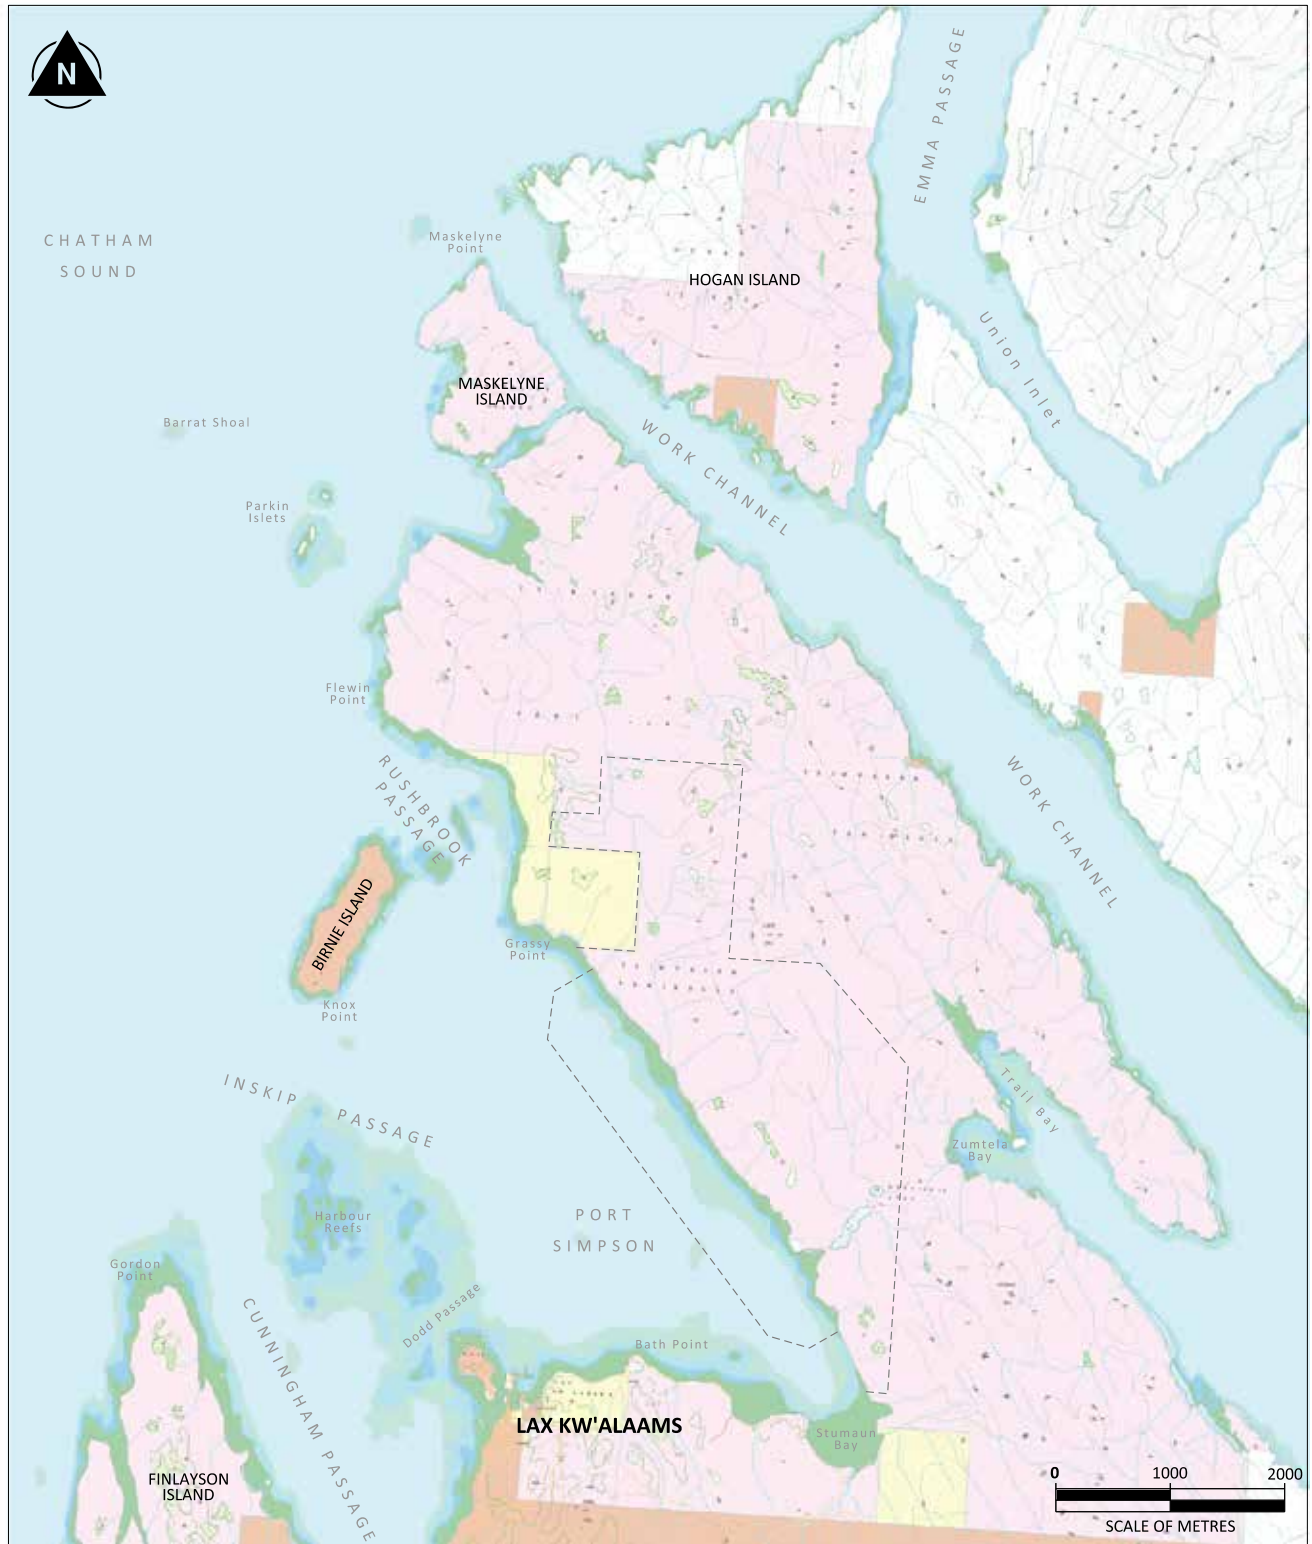 N
EMMA PASSAGE
CHATHAM
SOUND
Maskelyne
Point
HOGAN ISLAND
Union Inlet
MASKELYNE
ISLAND
Barrat Shoal
WORK CHANNEL
Parkin
Islets
Flewin
Point
RUSHBROOK
PASSAGE
WORK CHANNEL
BIRNIE ISLAND
Grassy
Point
Knox
Point
INSKIP PASSAGE
Trail Bay
Zumtela
Bay
Harbour
Reefs
PORT
SIMPSON
Gordon
Point
Dodd Passage
CUNNINGHAM PASSAGE
Bath Point
LAX KW'ALAAMS
Stumaun
Bay
FINLAYSON
ISLAND
0 1000 2000
SCALE OF METRES